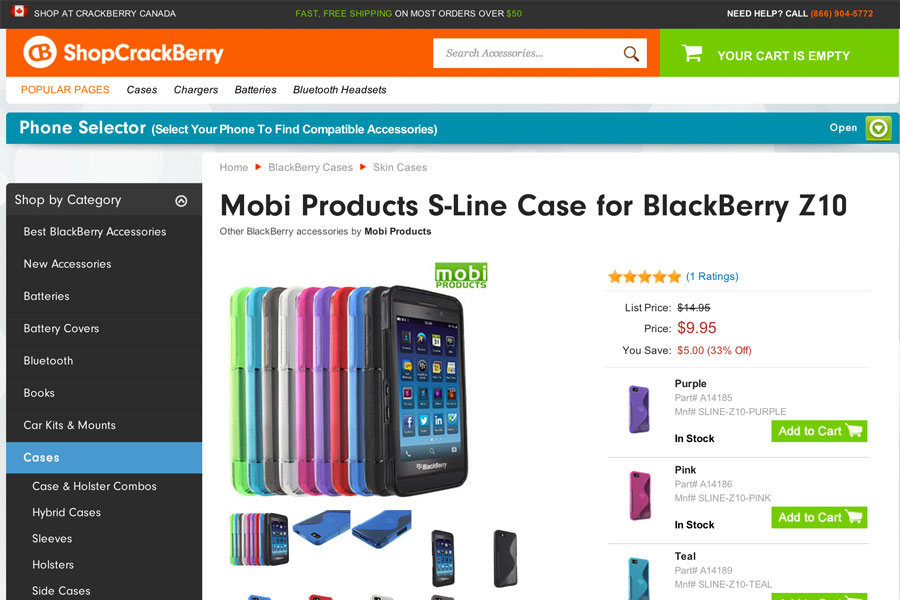 SHOP AT CRACKBERRY CANADA
FAST, FREE SHIPPING ON MOST ORDERS OVER $50
NEED HELP? CALL (866) 904-5772
CB ShopCrackBerry
Search Accessories...
YOUR CART IS EMPTY
POPULAR PAGES Cases Chargers Batteries Bluetooth Headsets
Phone Selector (Select Your Phone To Find Compatible Accessories)
Open
Home BlackBerry Cases Skin Cases
Shop by Category
Best BlackBerry Accessories
New Accessories
Batteries
Battery Covers
Bluetooth
Books
Car Kits & Mounts
Cases
Case & Holster Combos
Hybrid Cases
Sleeves
Holsters
Side Cases
Mobi Products S-Line Case for BlackBerry Z10
Other BlackBerry accessories by Mobi Products
mobi
PRODUCTS
BlackBerry
(1 Ratings)
List Price: $14.95
Price: $9.95
You Save: $5.00 (33% Off)
Purple
Part# A14185
Mnf# SLINE-Z10-PURPLE
In Stock
Add to Cart
Pink
Part# A14186
Mnf# SLINE-Z10-PINK
In Stock
Add to Cart
Teal
Part# A14189
Mnf# SLINE-Z10-TEAL